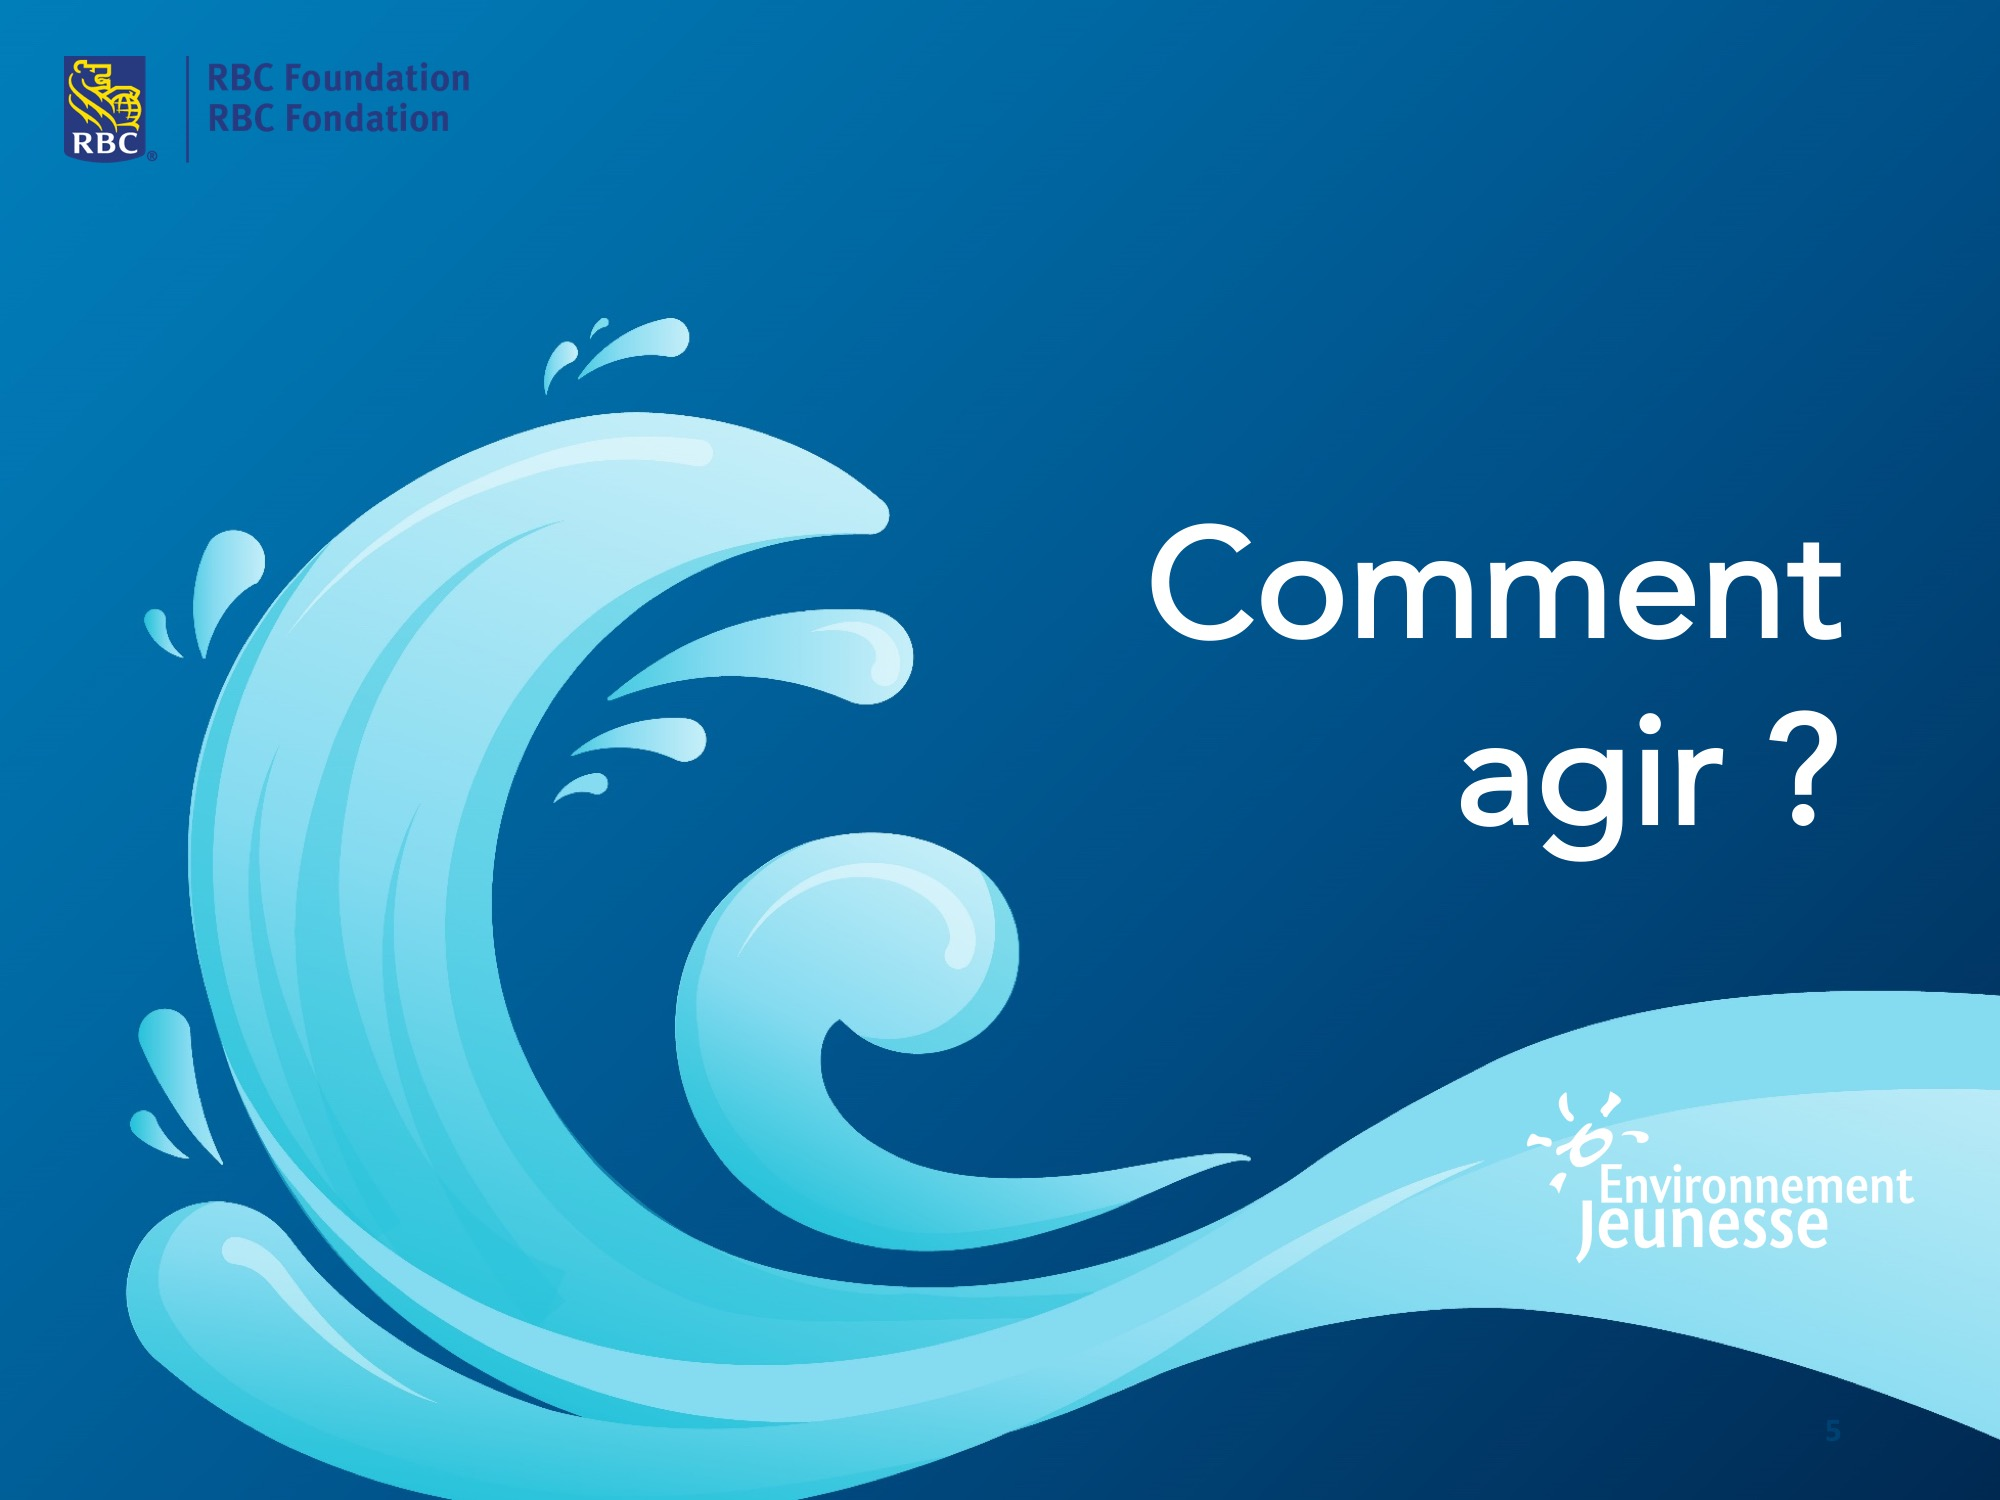 RBC
®
RBC Foundation
RBC Fondation
Comment
agir ?
Environnement
Jeunesse
5